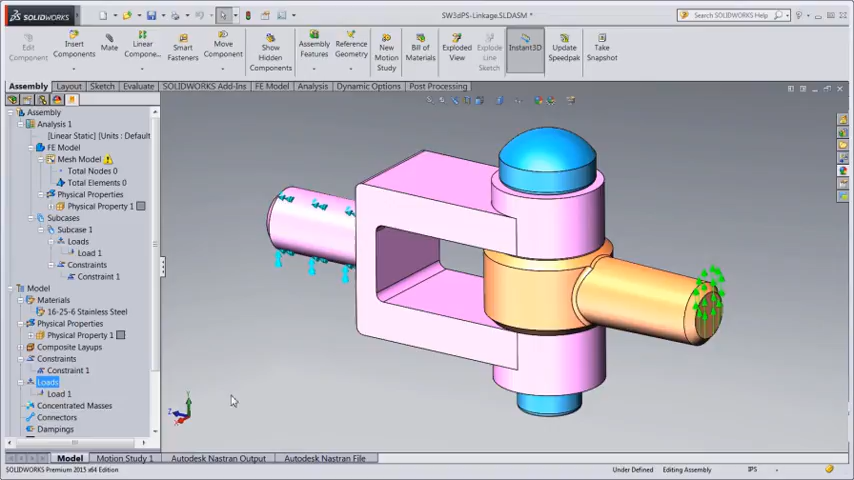 SOLIDWORKS
SW3dPS-Linkage.SLDASM *
Search SOLIDWORKS Help
Edit Component
Insert Components
Mate
Linear Compone...
Smart Fasteners
Move Component
Show Hidden Components
Assembly Features
Reference Geometry
New Motion Study
Bill of Materials
Exploded View
Explode Line Sketch
Instant3D
Update Speedpak
Take Snapshot
Assembly
Layout
Sketch
Evaluate
SOLIDWORKS Add-Ins
FE Model
Analysis
Dynamic Options
Post Processing
Assembly
Analysis 1
[Linear Static] [Units : Default
FE Model
Mesh Model
Total Nodes 0
Total Elements 0
Physical Properties
Physical Property 1
Subcases
Subcase 1
Loads
Load 1
Constraints
Constraint 1
Model
Materials
16-25-6 Stainless Steel
Physical Properties
Physical Property 1
Composite Layups
Constraints
Constraint 1
Loads
Load 1
Concentrated Masses
Connectors
Dampings
Y
Z
X
Model
Motion Study 1
Autodesk Nastran Output
Autodesk Nastran File
SOLIDWORKS Premium 2015 x64 Edition
Under Defined
Editing Assembly
IPS